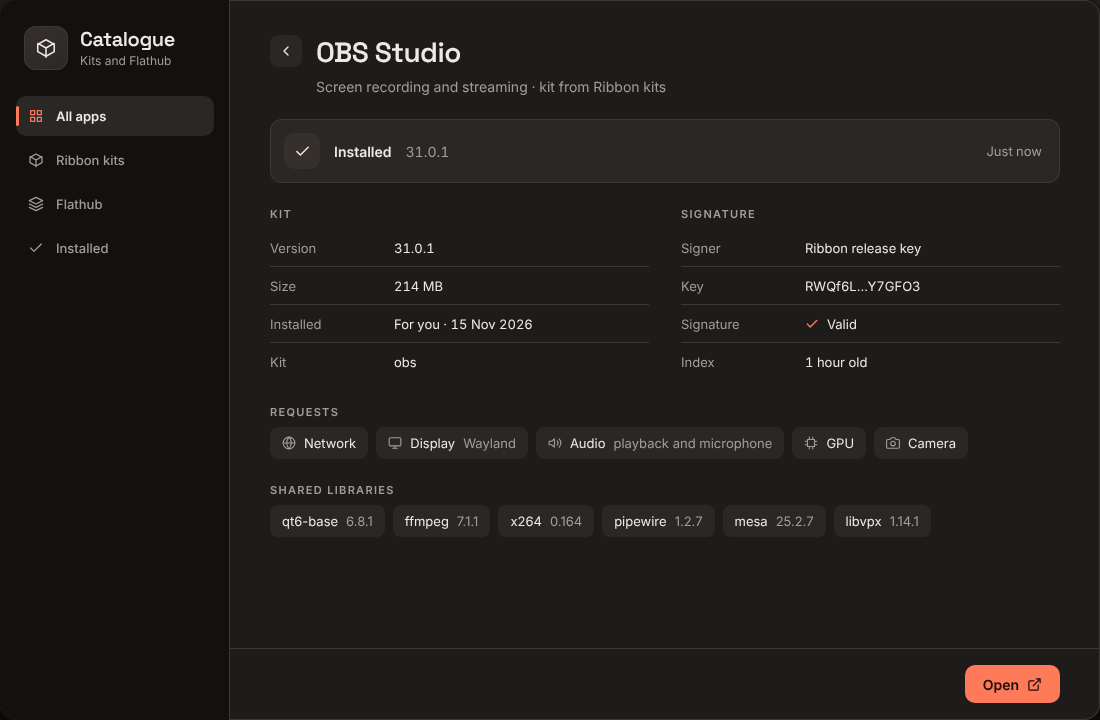 Catalogue
Kits and Flathub
All apps
Ribbon kits
Flathub
Installed
OBS Studio
Screen recording and streaming · kit from Ribbon kits
Installed 31.0.1 Just now
KIT
Version 31.0.1
Size 214 MB
Installed For you · 15 Nov 2026
Kit obs
SIGNATURE
Signer Ribbon release key
Key RWQf6L...Y7GFO3
Signature Valid
Index 1 hour old
REQUESTS
Network Display Wayland Audio playback and microphone GPU Camera
SHARED LIBRARIES
qt6-base 6.8.1 ffmpeg 7.1.1 x264 0.164 pipewire 1.2.7 mesa 25.2.7 libvpx 1.14.1
Open